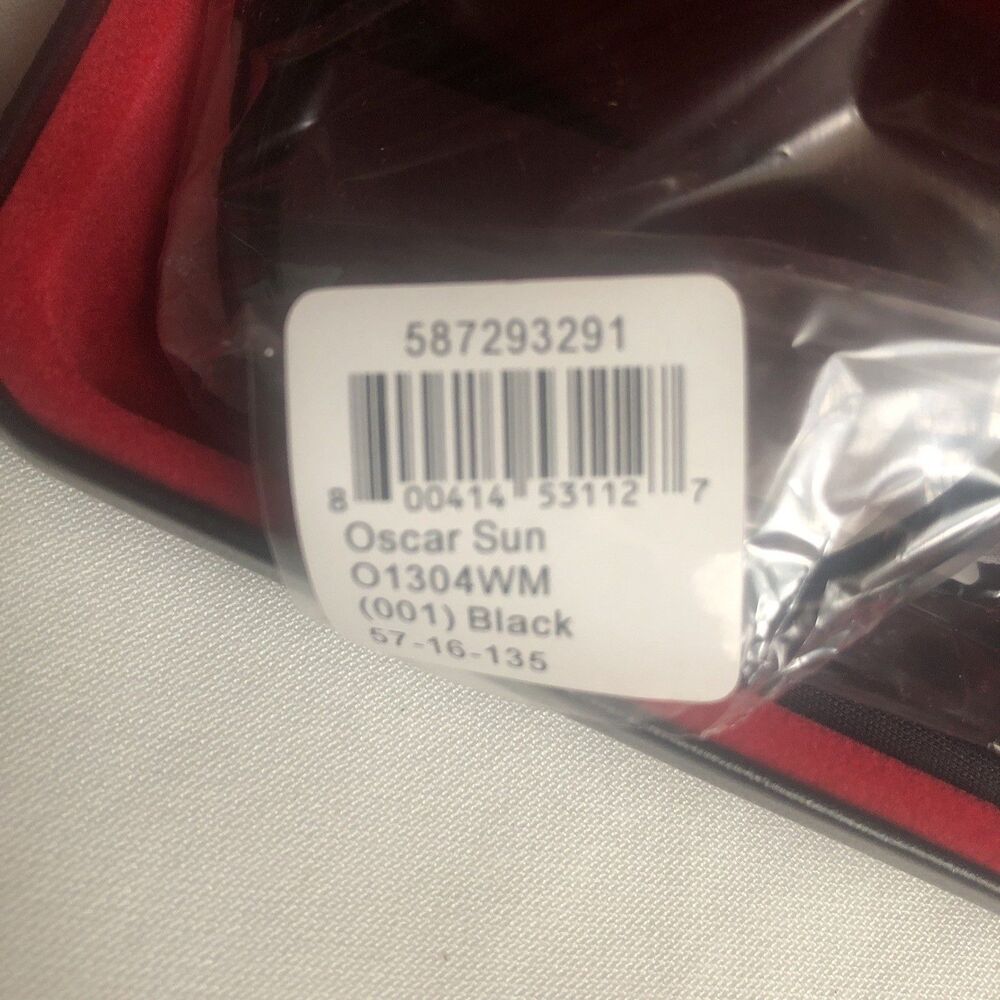 587293291
8 00414 53112 7
Oscar Sun
O1304WM
(001) Black
57-16-135